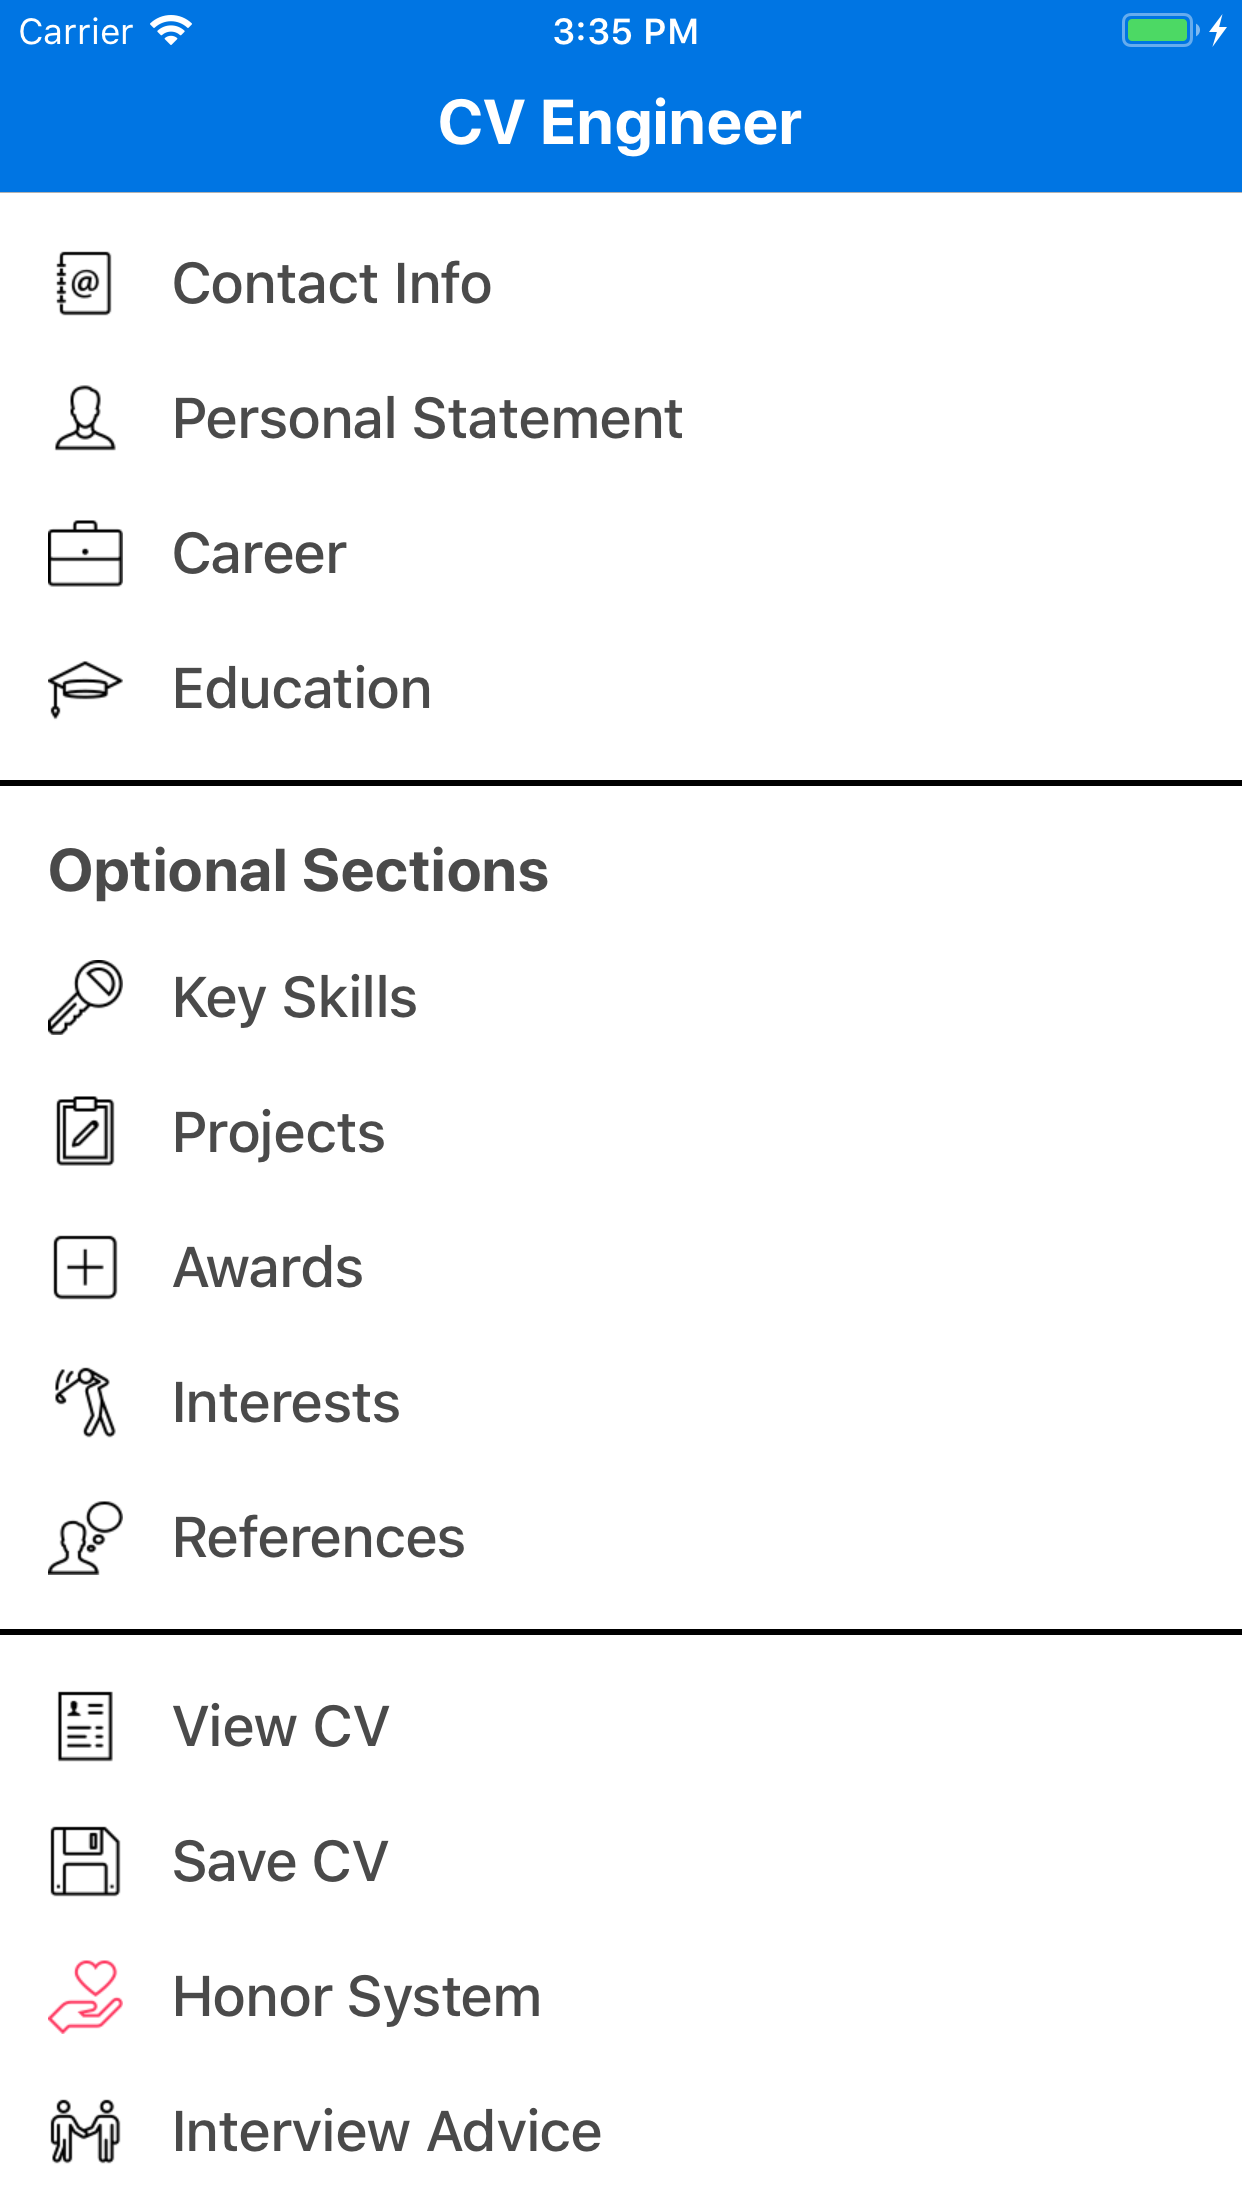 Carrier 3:35 PM
CV Engineer
Contact Info
Personal Statement
Career
Education
Optional Sections
Key Skills
Projects
Awards
Interests
References
View CV
Save CV
Honor System
Interview Advice